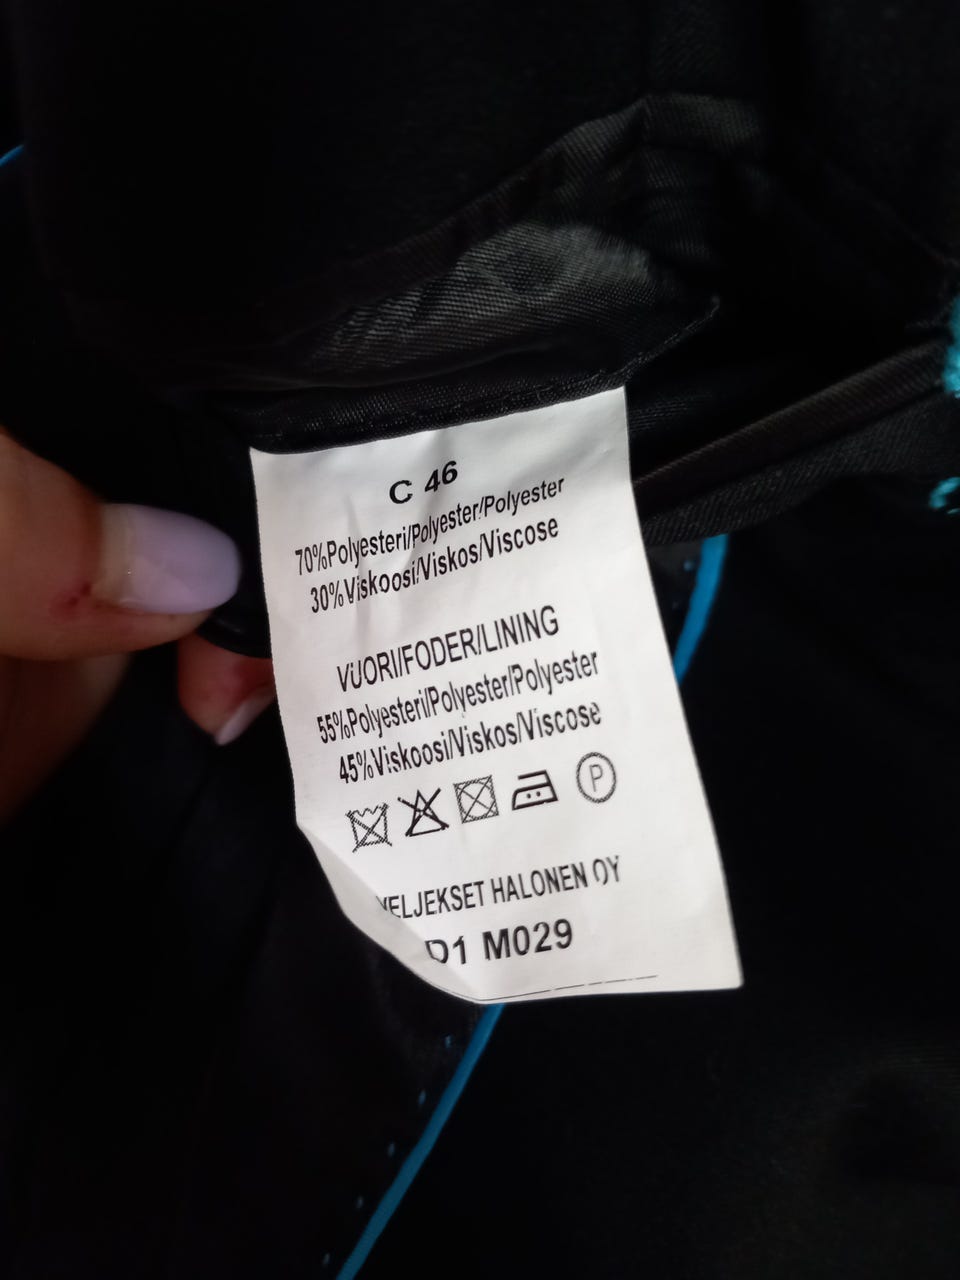 C 46
70%Polyesteri/Polyester/Polyester
30%Viskoosi/Viskos/Viscose
VUORI/FODER/LINING
55%Polyesteri/Polyester/Polyester
45%Viskoosi/Viskos/Viscose
P
VELJEKSET HALONEN OY
D1 M029